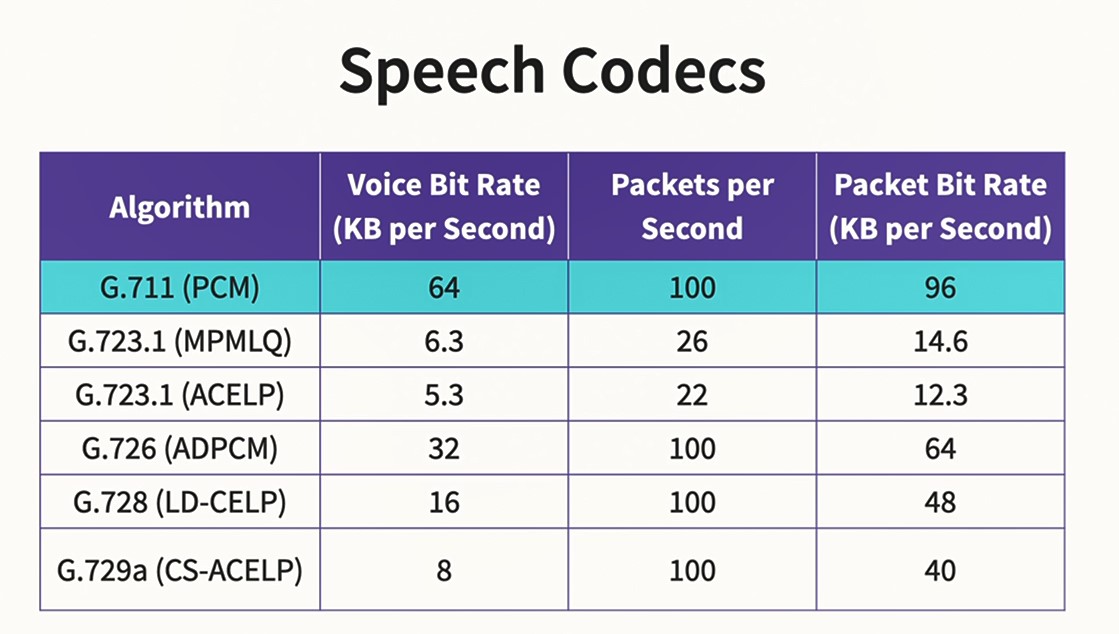 Speech Codecs
Algorithm | Voice Bit Rate (KB per Second) | Packets per Second | Packet Bit Rate (KB per Second)
G.711 (PCM) | 64 | 100 | 96
G.723.1 (MPMLQ) | 6.3 | 26 | 14.6
G.723.1 (ACELP) | 5.3 | 22 | 12.3
G.726 (ADPCM) | 32 | 100 | 64
G.728 (LD-CELP) | 16 | 100 | 48
G.729a (CS-ACELP) | 8 | 100 | 40